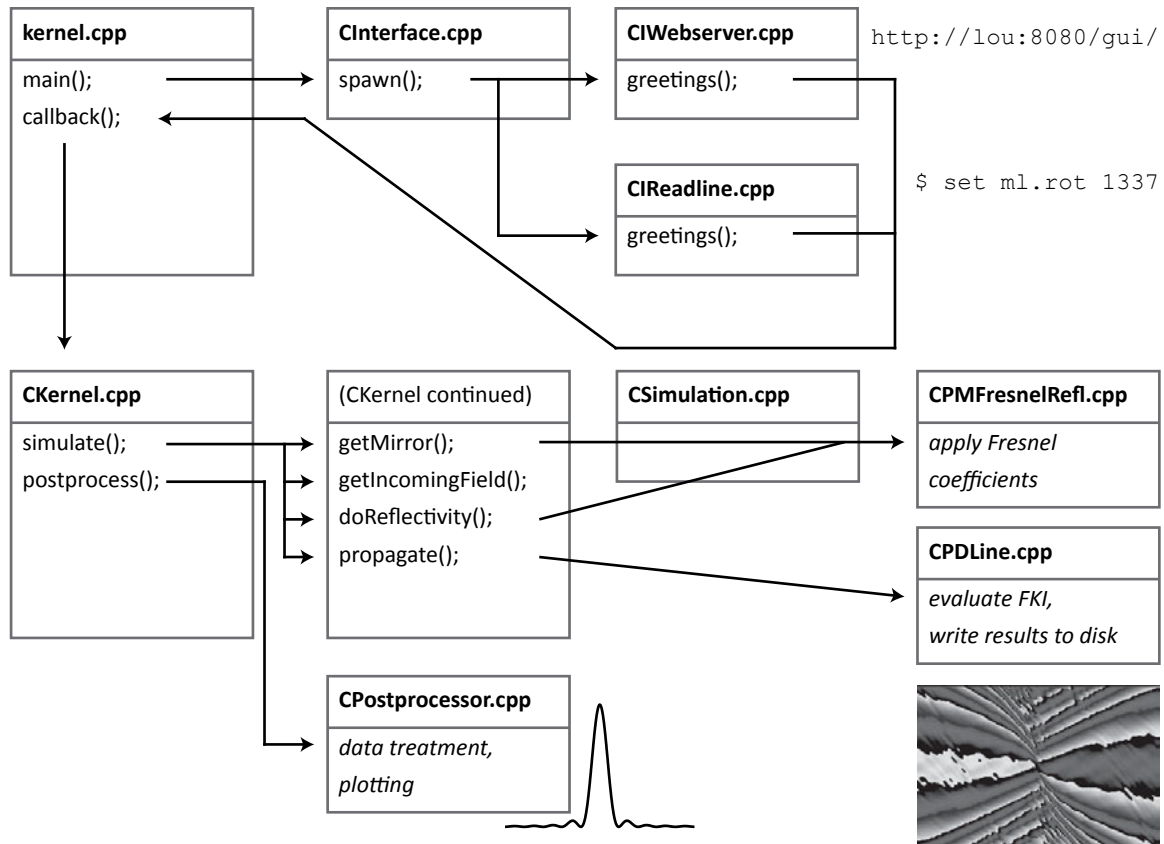 kernel.cpp
main();
callback();
CInterface.cpp
spawn();
CIWebserver.cpp
greetings();
http://lou:8080/gui/
CIReadline.cpp
greetings();
$ set ml.rot 1337
CKernel.cpp
simulate();
postprocess();
(CKernel continued)
getMirror();
getIncomingField();
doReflectivity();
propagate();
CSimulation.cpp
CPMFresnelRefl.cpp
apply Fresnel
coefficients
CPDLine.cpp
evaluate FKI,
write results to disk
CPostprocessor.cpp
data treatment,
plotting